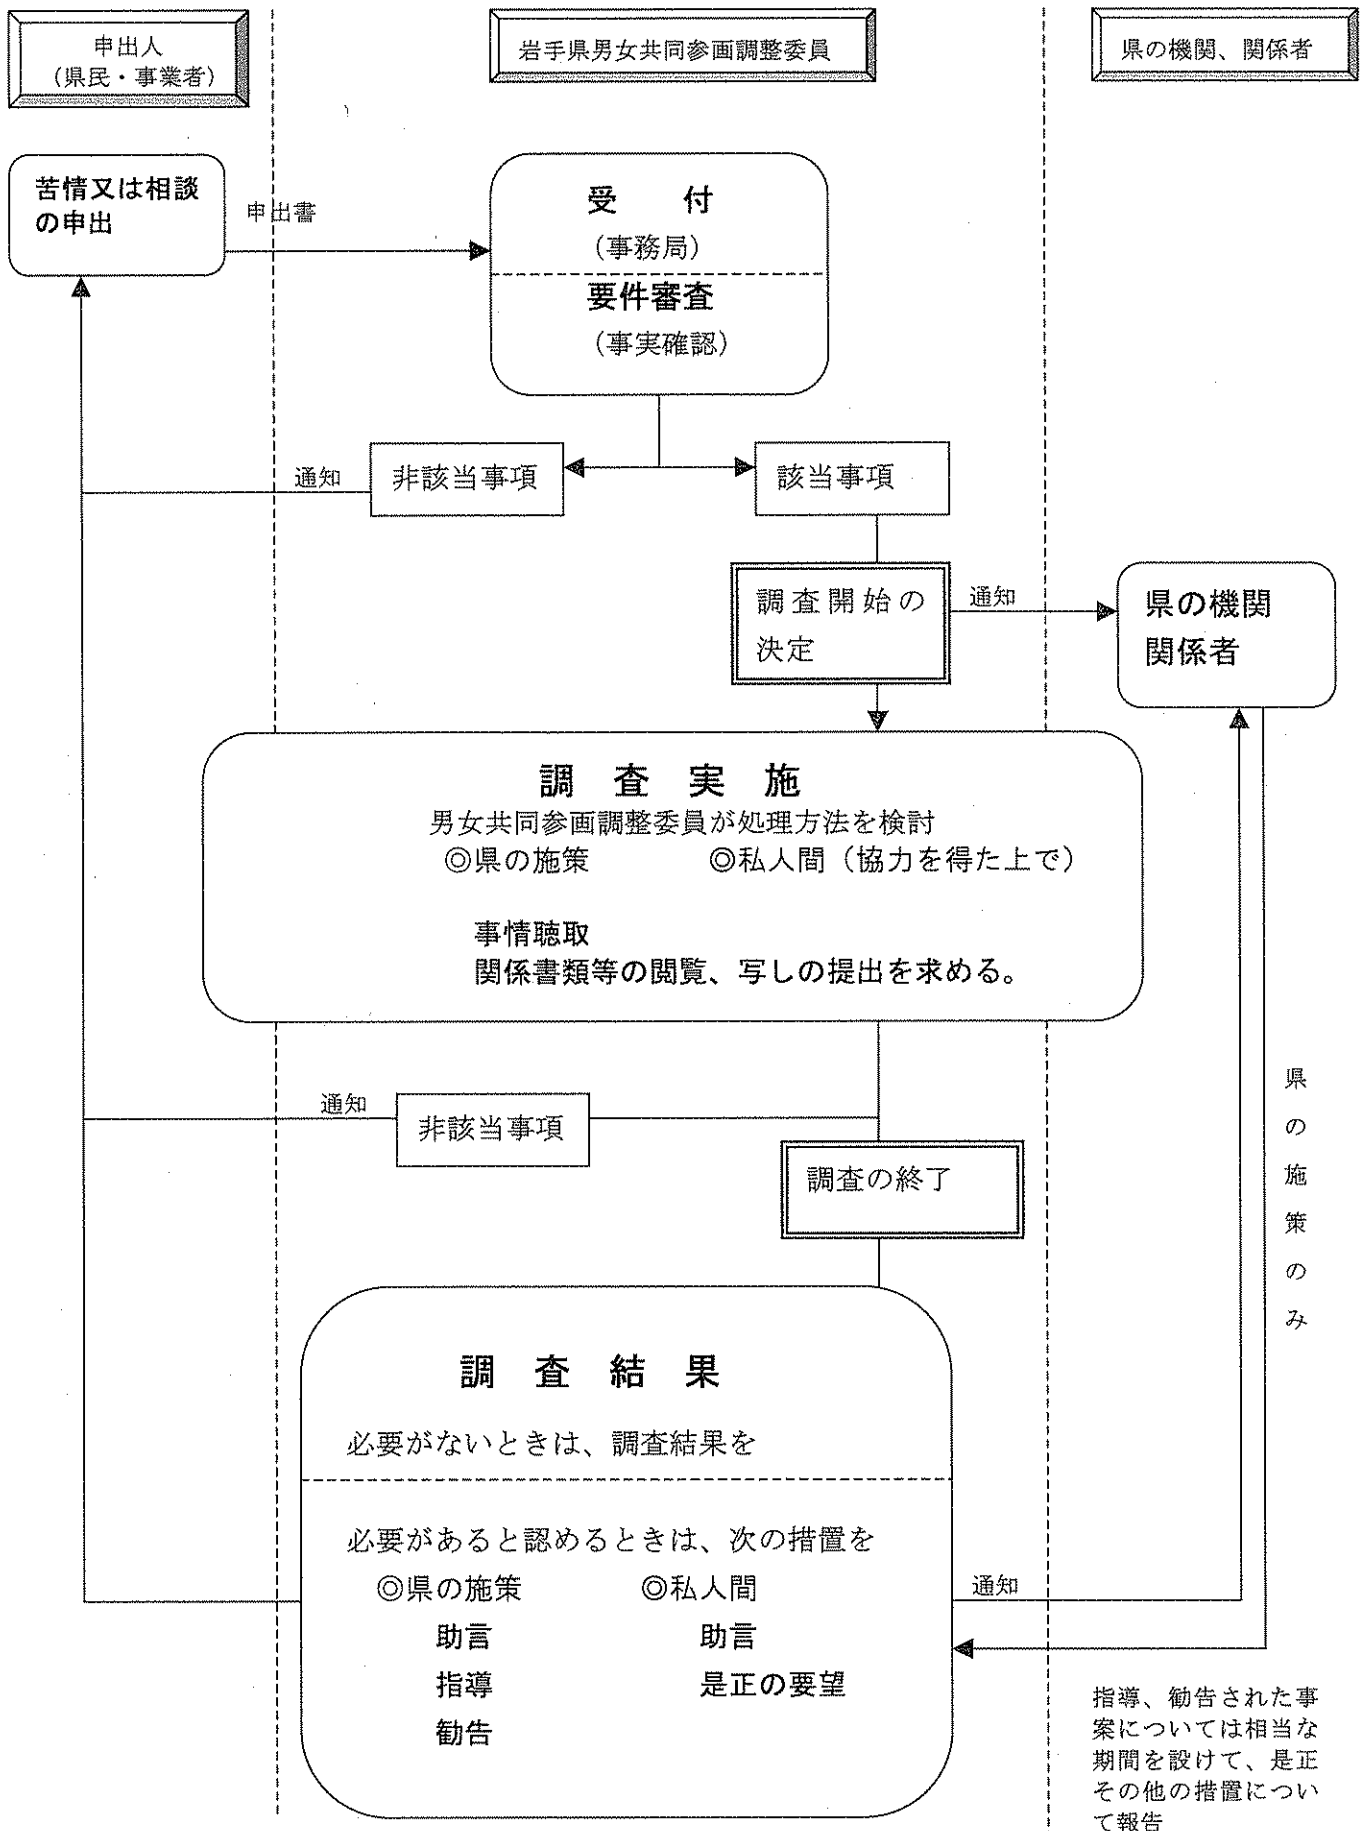 申出人
（県民・事業者）
岩手県男女共同参画調整委員
県の機関、関係者
苦情又は相談
の申出
申出書
受　付
（事務局）
要件審査
（事実確認）
通知
非該当事項
該当事項
調査開始の
決定
通知
県の機関
関係者
調査実施
男女共同参画調整委員が処理方法を検討
◎県の施策　　◎私人間（協力を得た上で）
事情聴取
関係書類等の閲覧、写しの提出を求める。
通知
非該当事項
調査の終了
県の施策のみ
調査結果
必要がないときは、調査結果を
必要があると認めるときは、次の措置を
◎県の施策　　◎私人間
助言　　助言
指導　　是正の要望
勧告
通知
指導、勧告された事
案については相当な
期間を設けて、是正
その他の措置につい
て報告